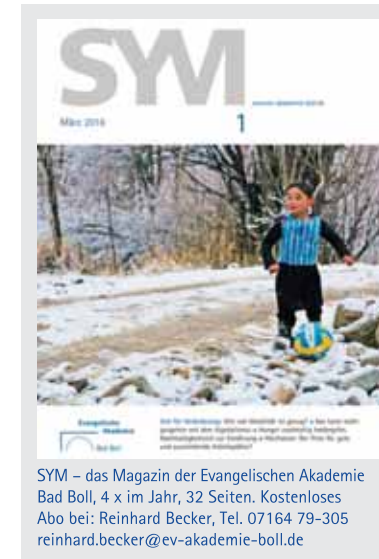 SYM
März 2016
1
Evangelische
Akademie
Bad Boll
SYM – das Magazin der Evangelischen Akademie
Bad Boll, 4 x im Jahr, 32 Seiten. Kostenloses
Abo bei: Reinhard Becker, Tel. 07164 79-305
reinhard.becker@ev-akademie-boll.de